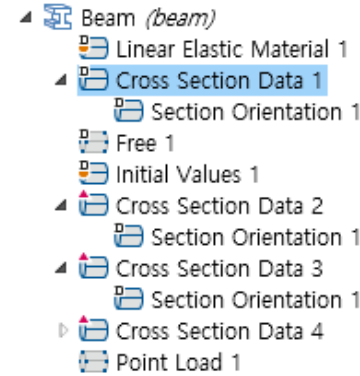 Beam (beam)
Linear Elastic Material 1
Cross Section Data 1
Section Orientation 1
Free 1
Initial Values 1
Cross Section Data 2
Section Orientation 1
Cross Section Data 3
Section Orientation 1
Cross Section Data 4
Point Load 1